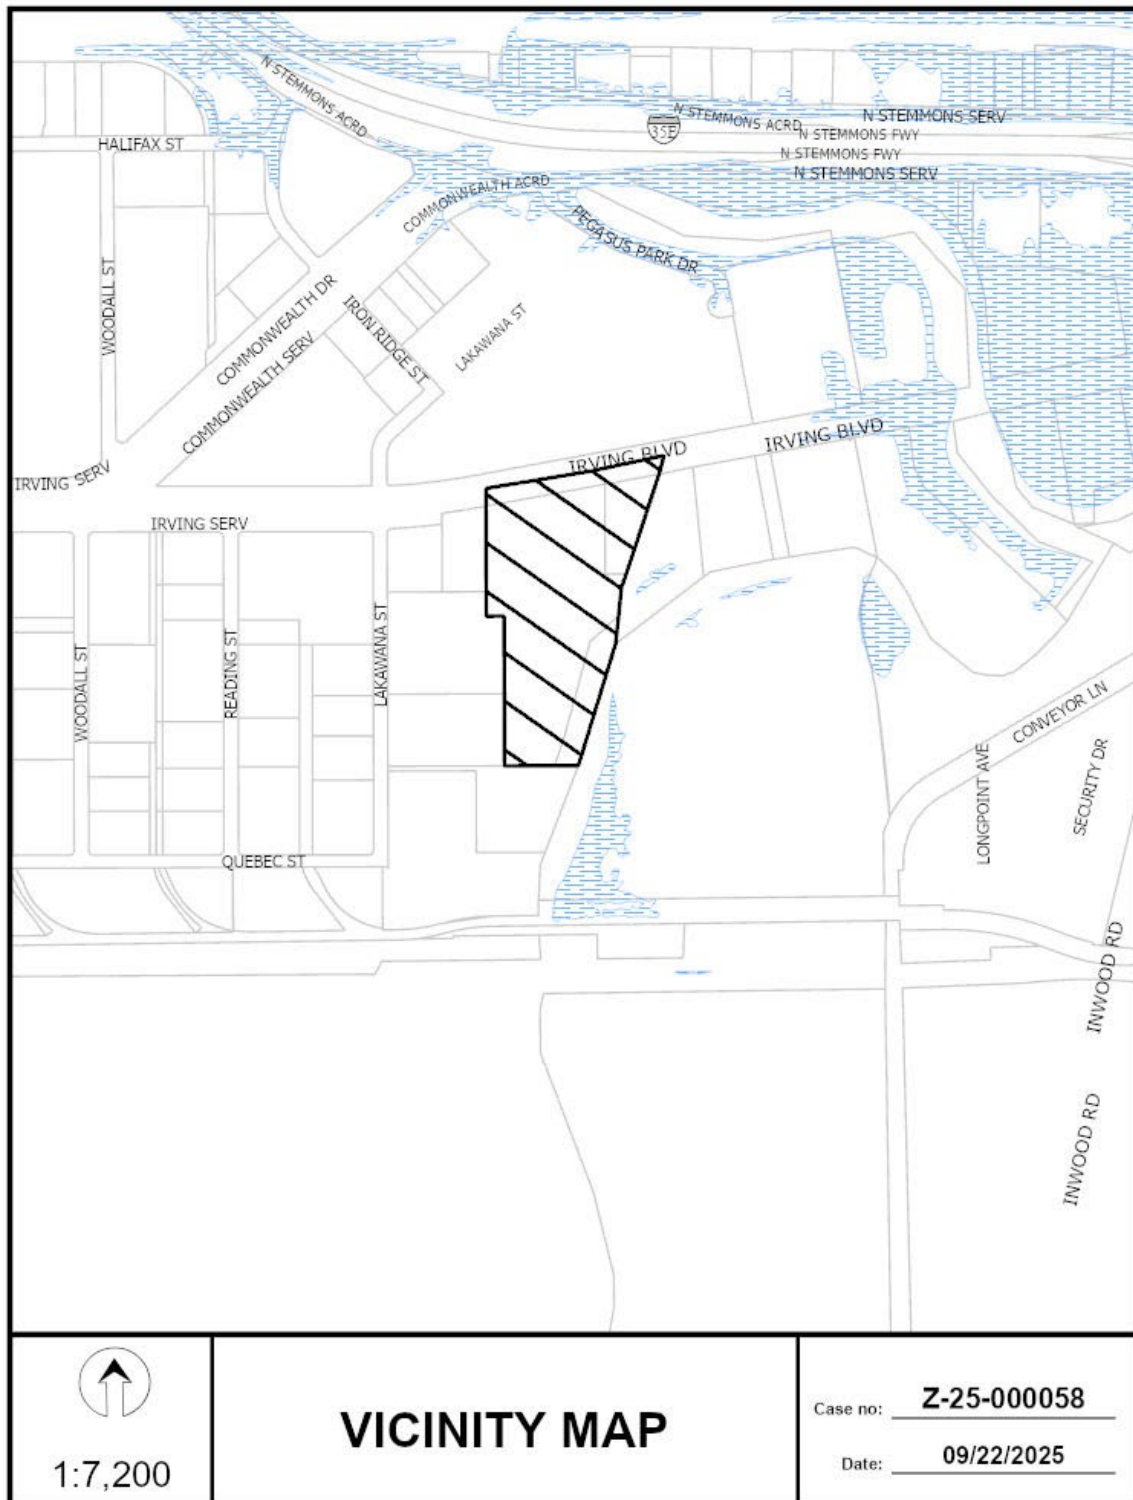 N STEMMONS ACRD
35E
N STEMMONS ACRD
N STEMMONS SERV
N STEMMONS FWY
HALIFAX ST
N STEMMONS FWY
N STEMMONS SERV
COMMONWEALTH ACRD
PEGASUS PARK DR
WOODALL ST
COMMONWEALTH DR
COMMONWEALTH SERV
IRON RIDGE ST
LAKAWANA ST
IRVING BLVD
IRVING BLVD
IRVING SERV
IRVING SERV
WOODALL ST
READING ST
LAKAWANA ST
CONVEYOR LN
LONGPOINT AVE
SECURITY DR
QUEBEC ST
INWOOD RD
INWOOD RD
1:7,200
VICINITY MAP
Case no: Z-25-000058
Date: 09/22/2025